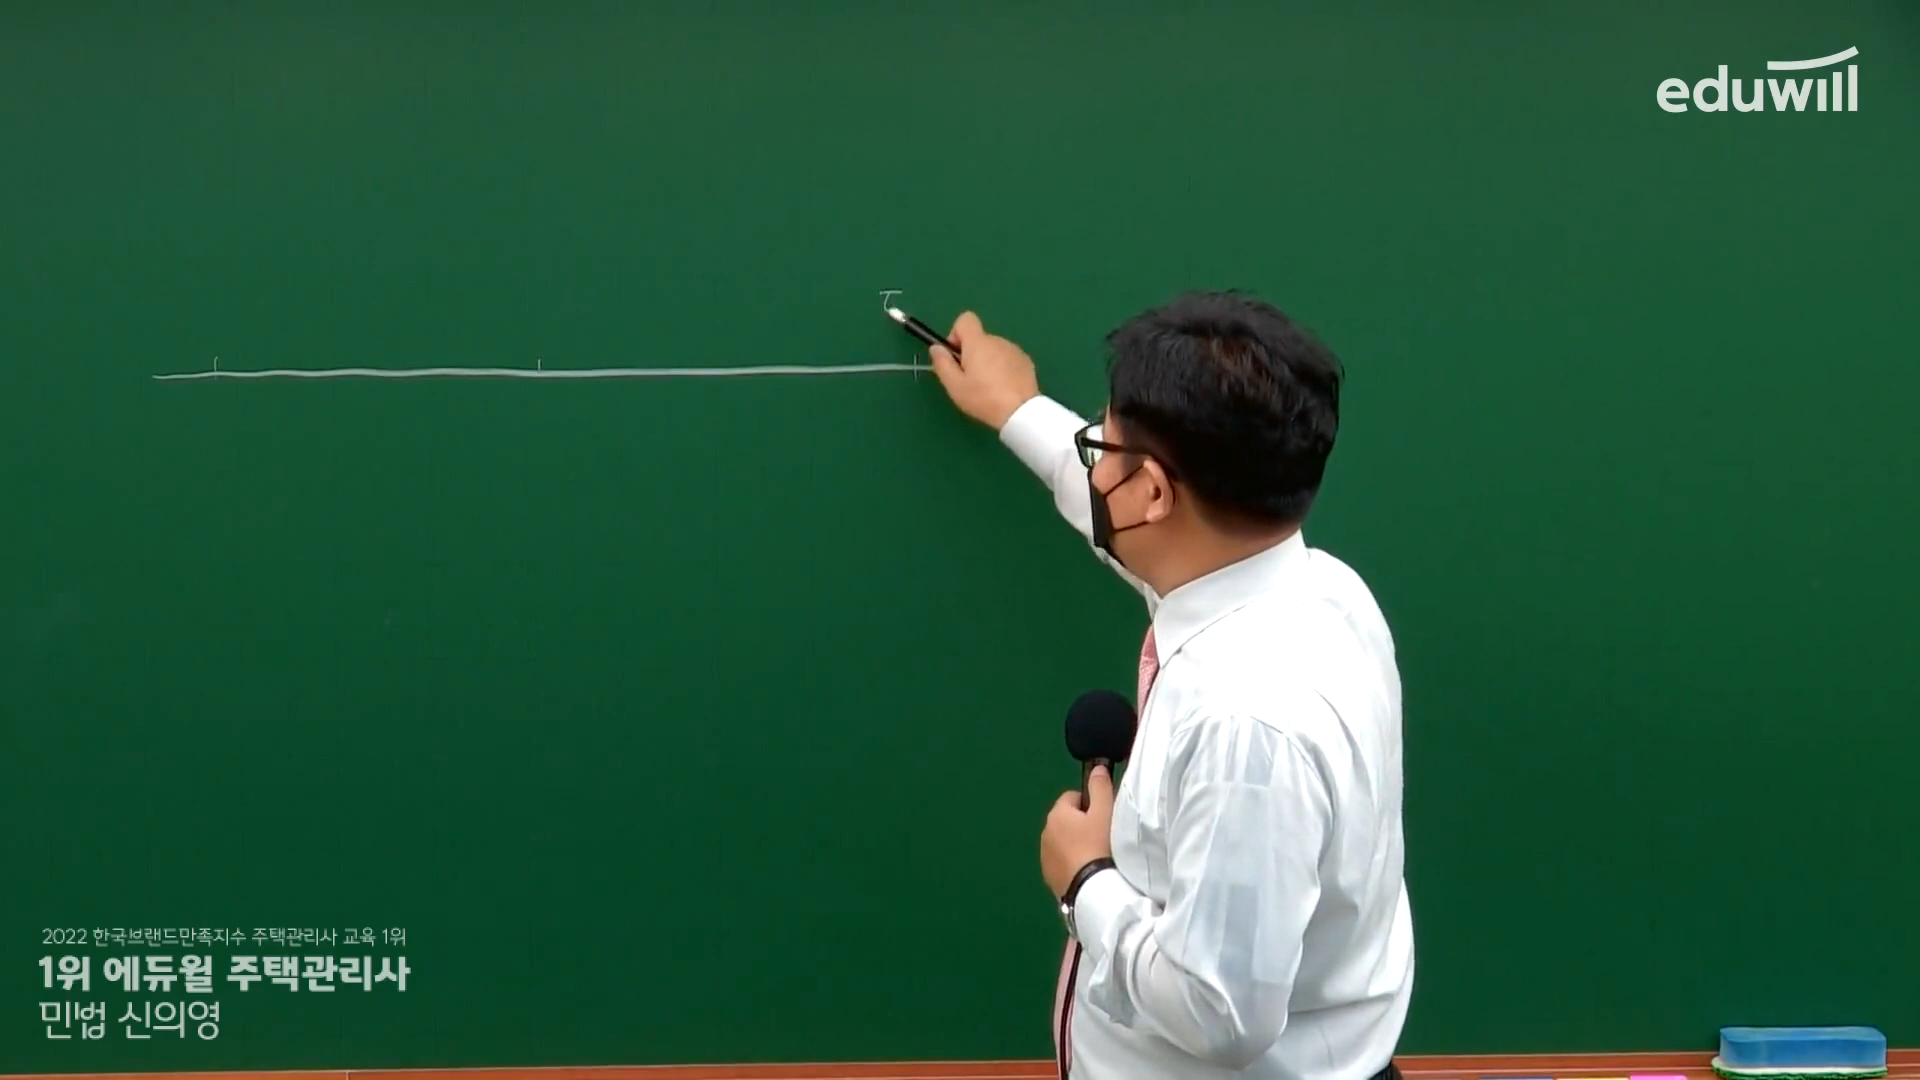 eduwill
2022 한국브랜드만족지수 주택관리사 교육 1위
1위 에듀윌 주택관리사
민법 신의영